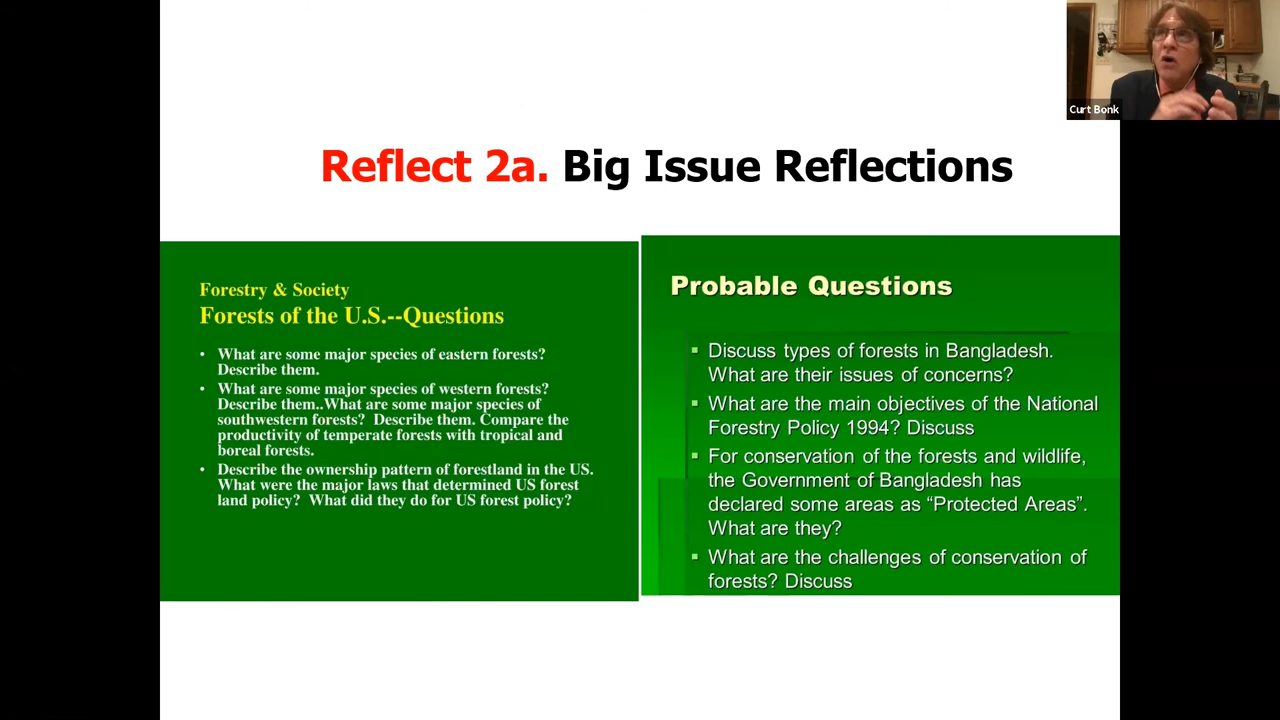 Curt Bonk
Reflect 2a. Big Issue Reflections
Forestry & Society
Forests of the U.S.--Questions
• What are some major species of eastern forests?
Describe them.
• What are some major species of western forests?
Describe them..What are some major species of
southwestern forests?  Describe them. Compare the
productivity of temperate forests with tropical and
boreal forests.
• Describe the ownership pattern of forestland in the US.
What were the major laws that determined US forest
land policy?  What did they do for US forest policy?
Probable Questions
▪ Discuss types of forests in Bangladesh.
What are their issues of concerns?
▪ What are the main objectives of the National
Forestry Policy 1994? Discuss
▪ For conservation of the forests and wildlife,
the Government of Bangladesh has
declared some areas as “Protected Areas”.
What are they?
▪ What are the challenges of conservation of
forests? Discuss